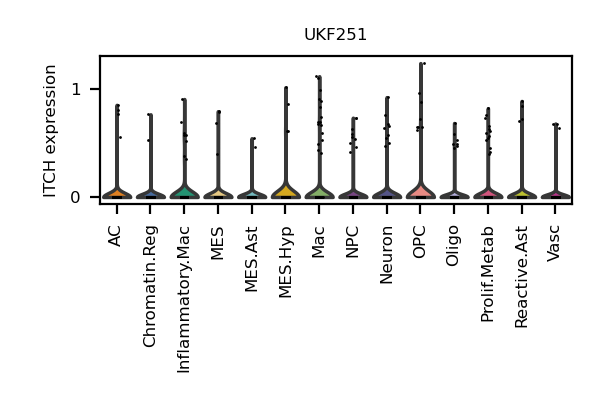 UKF251
ITCH expression
1
0
AC
Chromatin.Reg
Inflammatory.Mac
MES
MES.Ast
MES.Hyp
Mac
NPC
Neuron
OPC
Oligo
Prolif.Metab
Reactive.Ast
Vasc